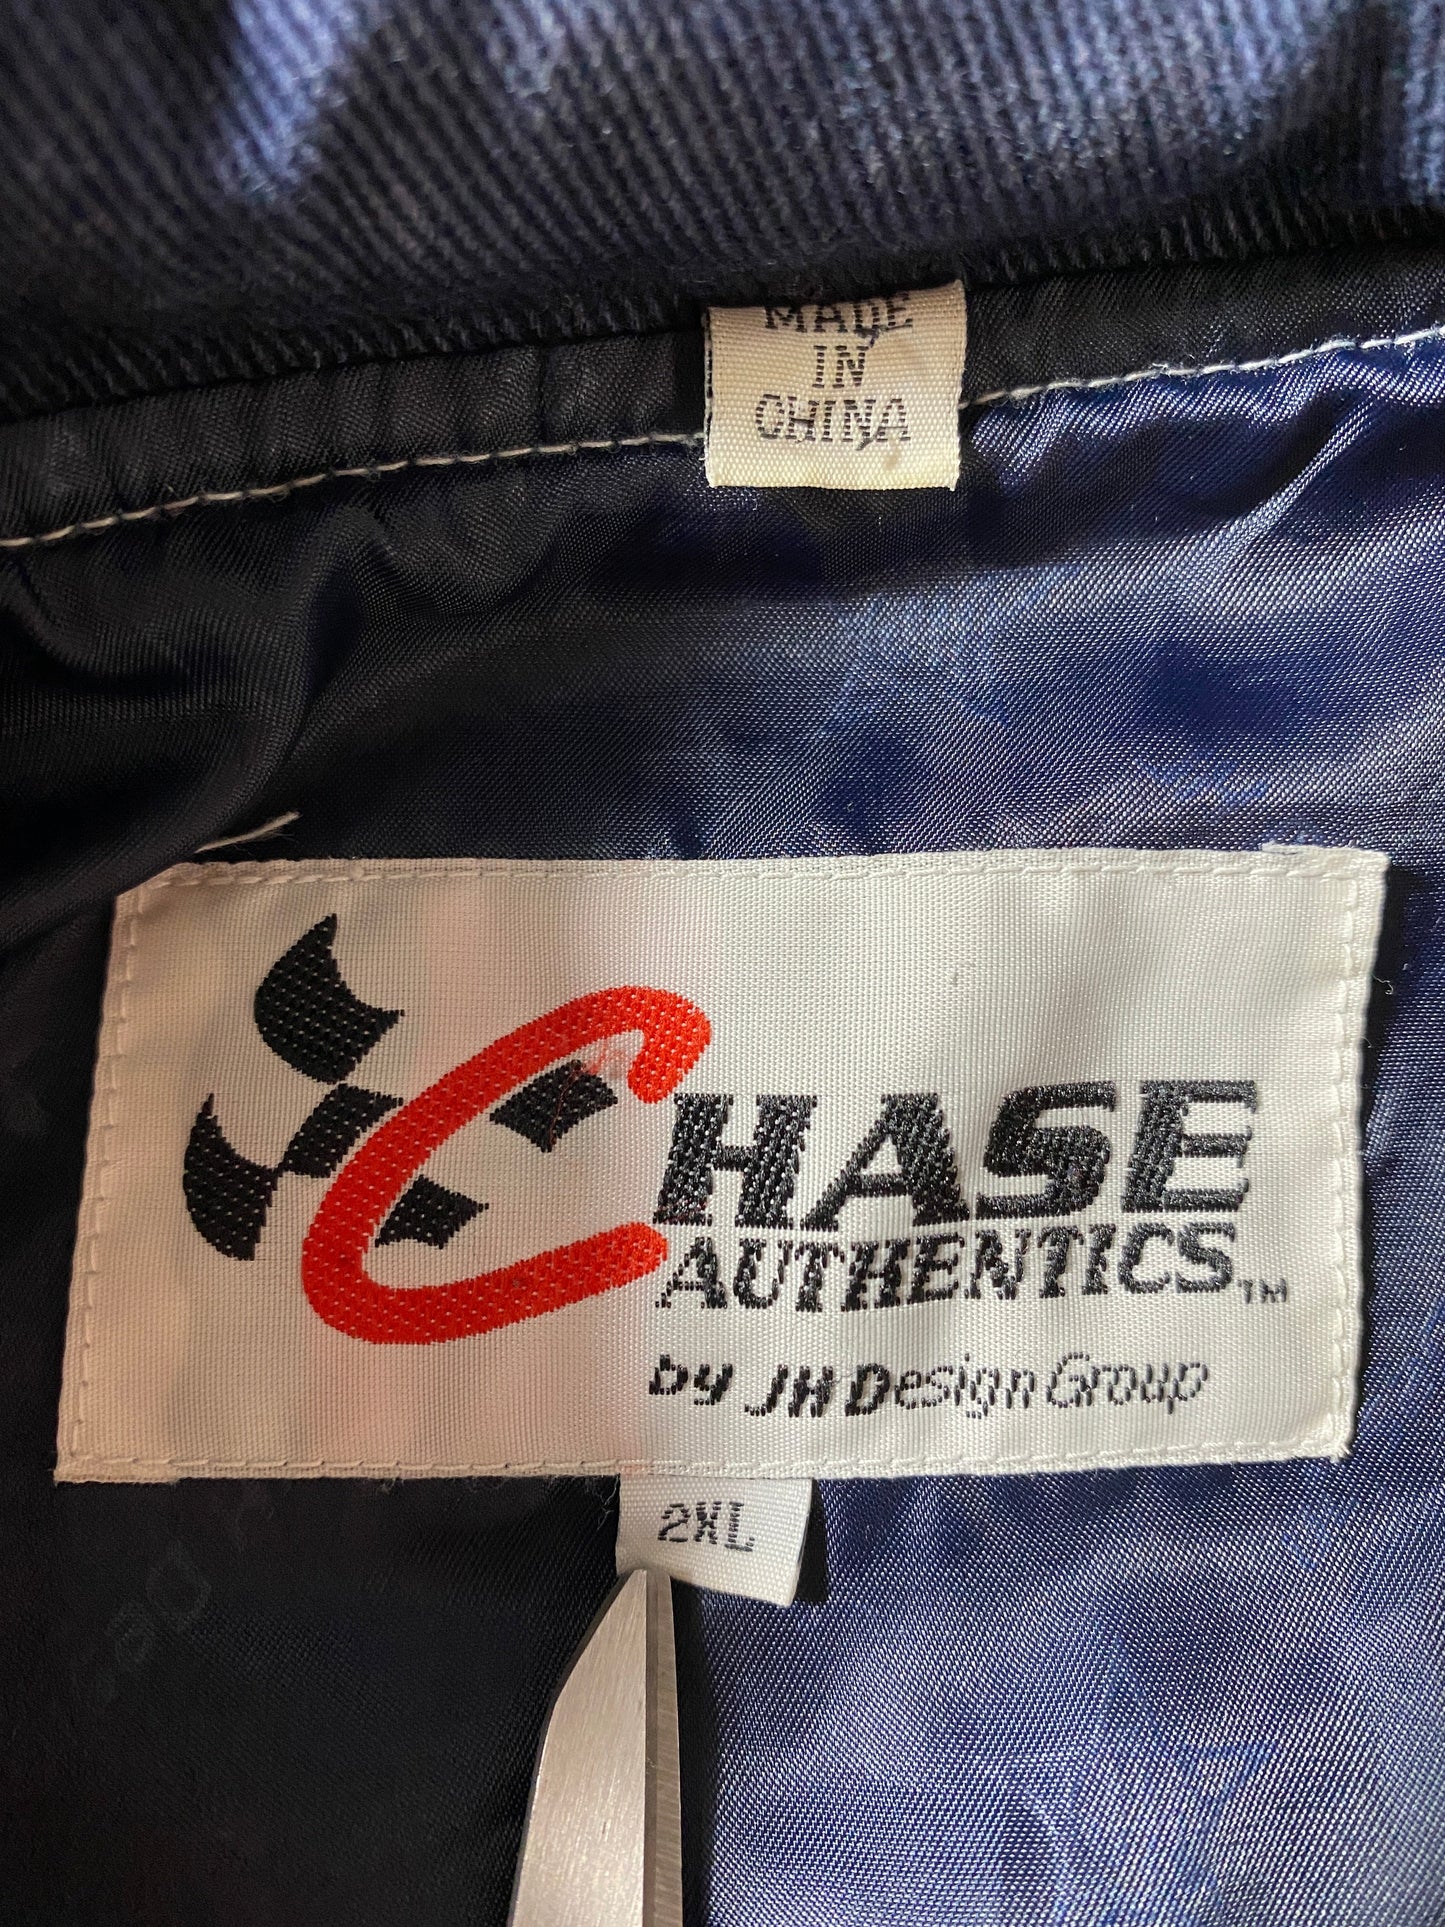 MADE
IN
CHINA
CHASE
AUTHENTICS™
by JH Design Group
2XL